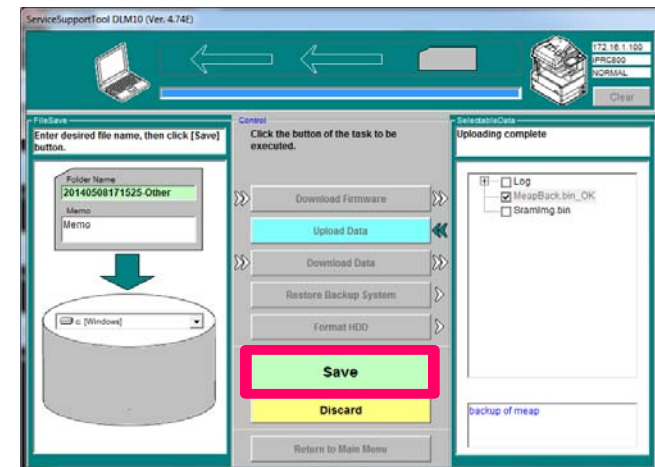 ServiceSupportTool DLM10 (Ver. 4.74E)
172.16.1.100
iPRC800
NORMAL
Clear
FileSave
Enter desired file name, then click [Save]
button.
Folder Name
20140508171525-Other
Memo
Memo
c: [Windows]
Control
Click the button of the task to be
executed.
Download Firmware
Upload Data
Download Data
Restore Backup System
Format HDD
Save
Discard
Return to Main Menu
SelectableData
Uploading complete
Log
MeapBack.bin_OK
SramImg.bin
backup of meap